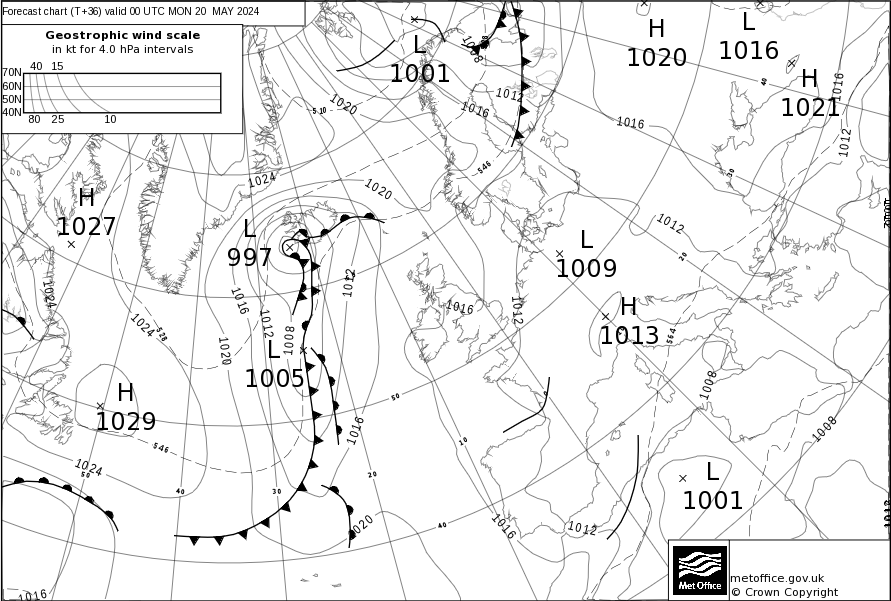 Forecast chart (T+36) valid 00 UTC MON 20 MAY 2024
Geostrophic wind scale
in kt for 4.0 hPa intervals
40 15
70N
60N
50N
40N
80 25 10
L
1001
H
1020
L
1016
H
1021
H
1027
L
997
L
1009
H
1013
L
1005
H
1029
L
1001
1008
1012
1016
1020
510
1016
1016
1012
40
30
546
1024
1020
1012
20
1024
1012
1016
1016
1012
1012
1008
1024
528
1020
564
1008
0
50
1016
1008
10
546
1024
50
40
30
20
40
1020
1016
1012
1012
1016
metoffice.gov.uk
© Crown Copyright
Met Office